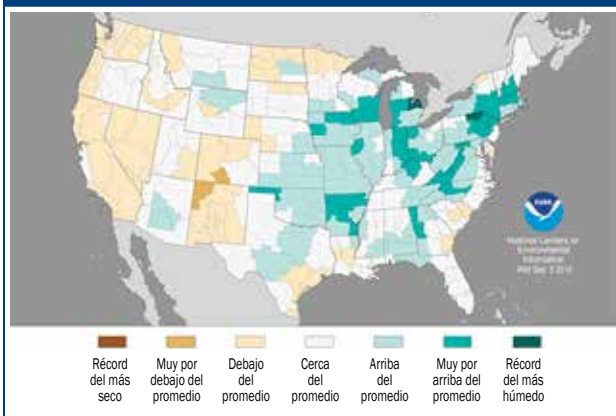 NOAA
National Centers for
Environmental
Information
Récord
del más
seco
Muy por
debajo del
promedio
Debajo
del
promedio
Cerca
del
promedio
Arriba
del
promedio
Muy por
arriba del
promedio
Récord
del más
húmedo